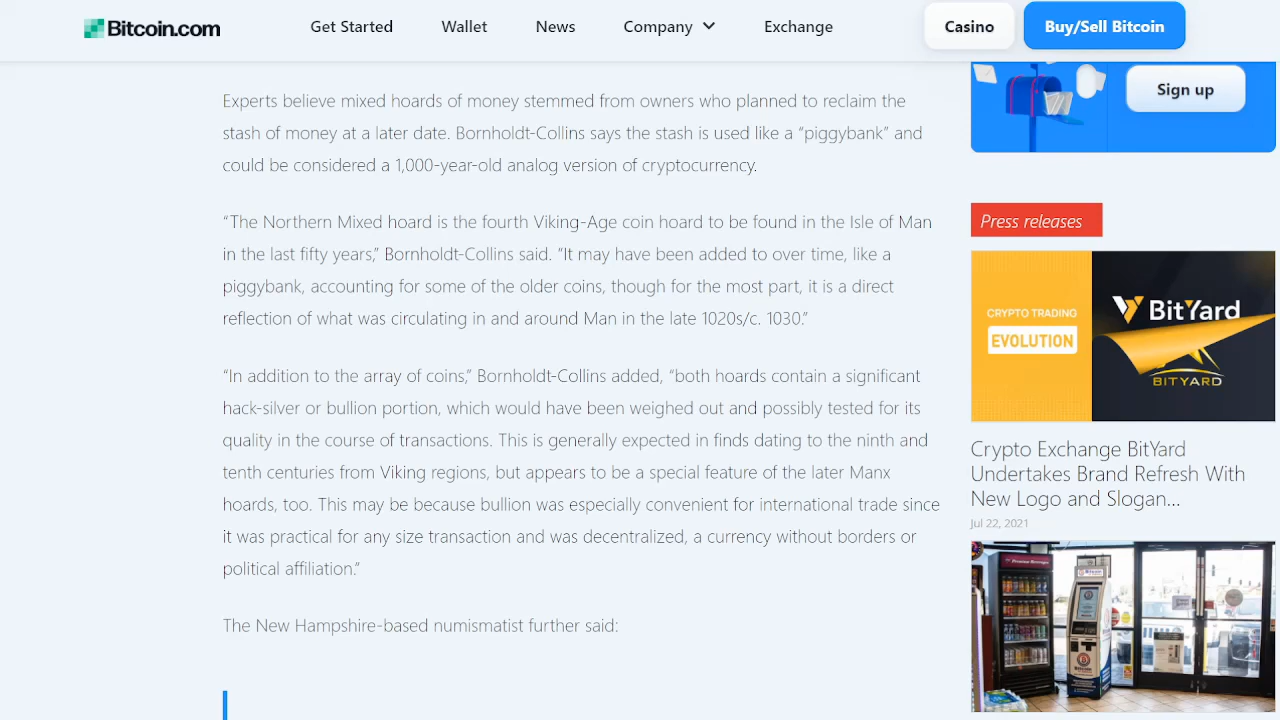 Bitcoin.com
Get Started
Wallet
News
Company
Exchange
Casino
Buy/Sell Bitcoin
Experts believe mixed hoards of money stemmed from owners who planned to reclaim the
stash of money at a later date. Bornholdt-Collins says the stash is used like a “piggybank” and
could be considered a 1,000-year-old analog version of cryptocurrency.
“The Northern Mixed hoard is the fourth Viking-Age coin hoard to be found in the Isle of Man
in the last fifty years,” Bornholdt-Collins said. “It may have been added to over time, like a
piggybank, accounting for some of the older coins, though for the most part, it is a direct
reflection of what was circulating in and around Man in the late 1020s/c. 1030.”
“In addition to the array of coins,” Bornholdt-Collins added, “both hoards contain a significant
hack-silver or bullion portion, which would have been weighed out and possibly tested for its
quality in the course of transactions. This is generally expected in finds dating to the ninth and
tenth centuries from Viking regions, but appears to be a special feature of the later Manx
hoards, too. This may be because bullion was especially convenient for international trade since
it was practical for any size transaction and was decentralized, a currency without borders or
political affiliation.”
The New Hampshire-based numismatist further said:
Sign up
Press releases
CRYPTO TRADING
EVOLUTION
BitYard
BITYARD
Crypto Exchange BitYard
Undertakes Brand Refresh With
New Logo and Slogan...
Jul 22, 2021